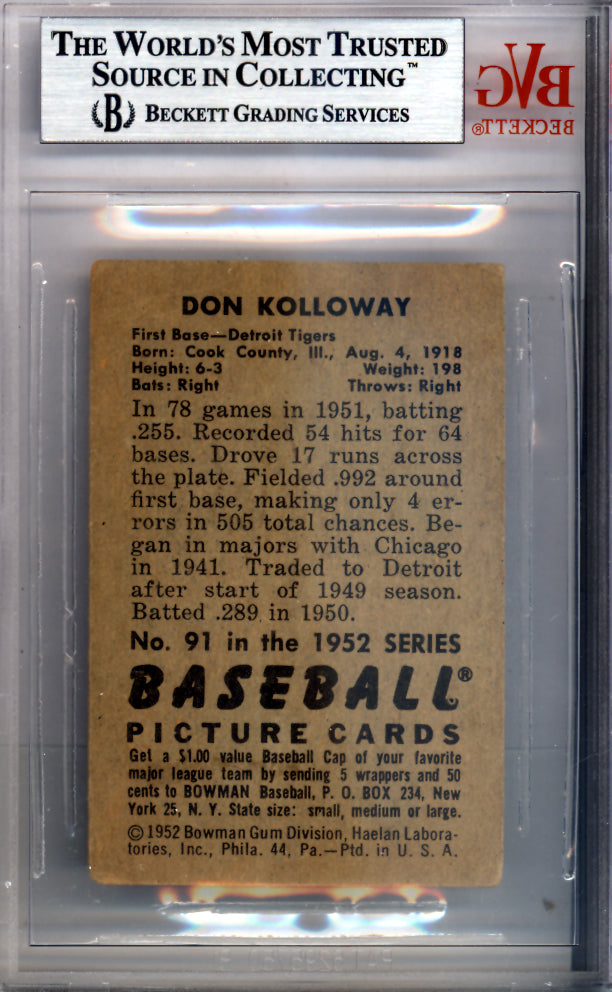 THE WORLD'S MOST TRUSTED
SOURCE IN COLLECTING™
B BECKETT GRADING SERVICES
BVG
BECKETT®
DON KOLLOWAY
First Base—Detroit Tigers
Born: Cook County, Ill., Aug. 4, 1918
Height: 6-3 Weight: 198
Bats: Right Throws: Right
In 78 games in 1951, batting
.255. Recorded 54 hits for 64
bases. Drove 17 runs across
the plate. Fielded .992 around
first base, making only 4 er-
rors in 505 total chances. Be-
gan in majors with Chicago
in 1941. Traded to Detroit
after start of 1949 season.
Batted .289 in 1950.
No. 91 in the 1952 SERIES
BASEBALL®
PICTURE CARDS
Get a $1.00 value Baseball Cap of your favorite
major league team by sending 5 wrappers and 50
cents to BOWMAN Baseball, P. O. BOX 234, New
York 25, N. Y. State size: small, medium or large.
©1952 Bowman Gum Division, Haelan Labora-
tories, Inc., Phila. 44, Pa.—Ptd. in U. S. A.